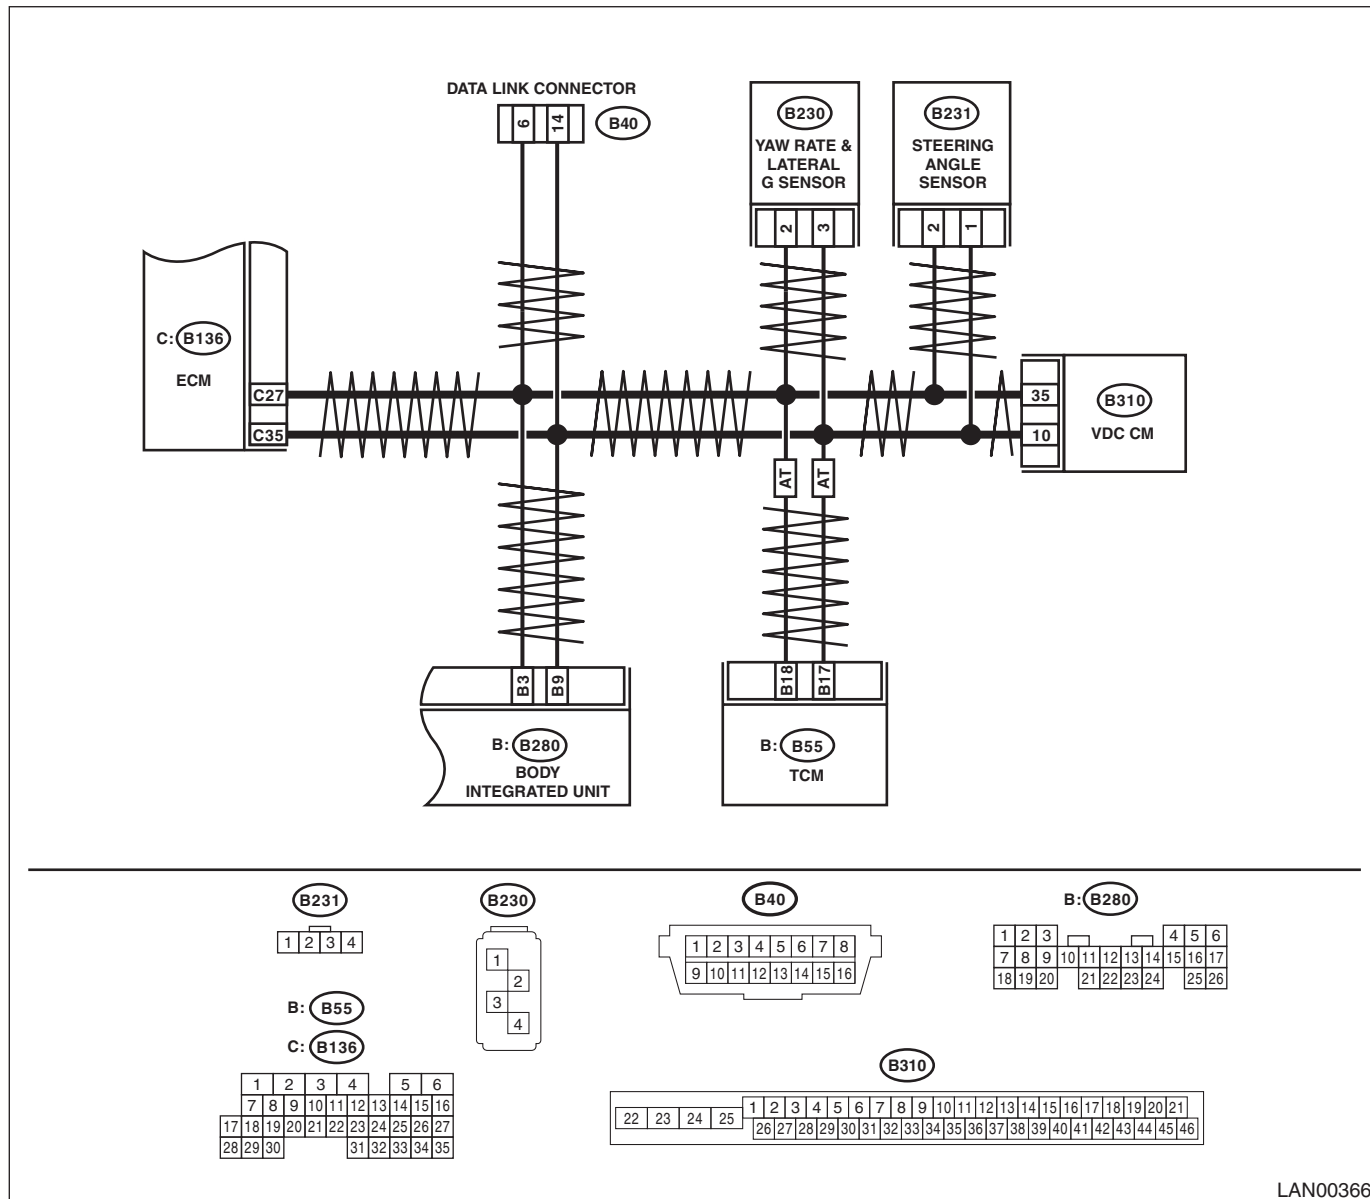 DATA LINK CONNECTOR
6 14 B40
B230
YAW RATE &
LATERAL
G SENSOR
2 3
B231
STEERING
ANGLE
SENSOR
2 1
C: B136
ECM
C27
C35
35
10
B310
VDC CM
AT AT
B3 B9
B: B280
BODY
INTEGRATED UNIT
B18 B17
B: B55
TCM
B231
1 2 3 4
B230
1
2
3
4
B40
1 2 3 4 5 6 7 8
9 10 11 12 13 14 15 16
B: B280
1 2 3 4 5 6
7 8 9 10 11 12 13 14 15 16 17
18 19 20 21 22 23 24 25 26
B: B55
C: B136
1 2 3 4 5 6
7 8 9 10 11 12 13 14 15 16
17 18 19 20 21 22 23 24 25 26 27
28 29 30 31 32 33 34 35
B310
22 23 24 25
1 2 3 4 5 6 7 8 9 10 11 12 13 14 15 16 17 18 19 20 21
26 27 28 29 30 31 32 33 34 35 36 37 38 39 40 41 42 43 44 45 46
LAN00366